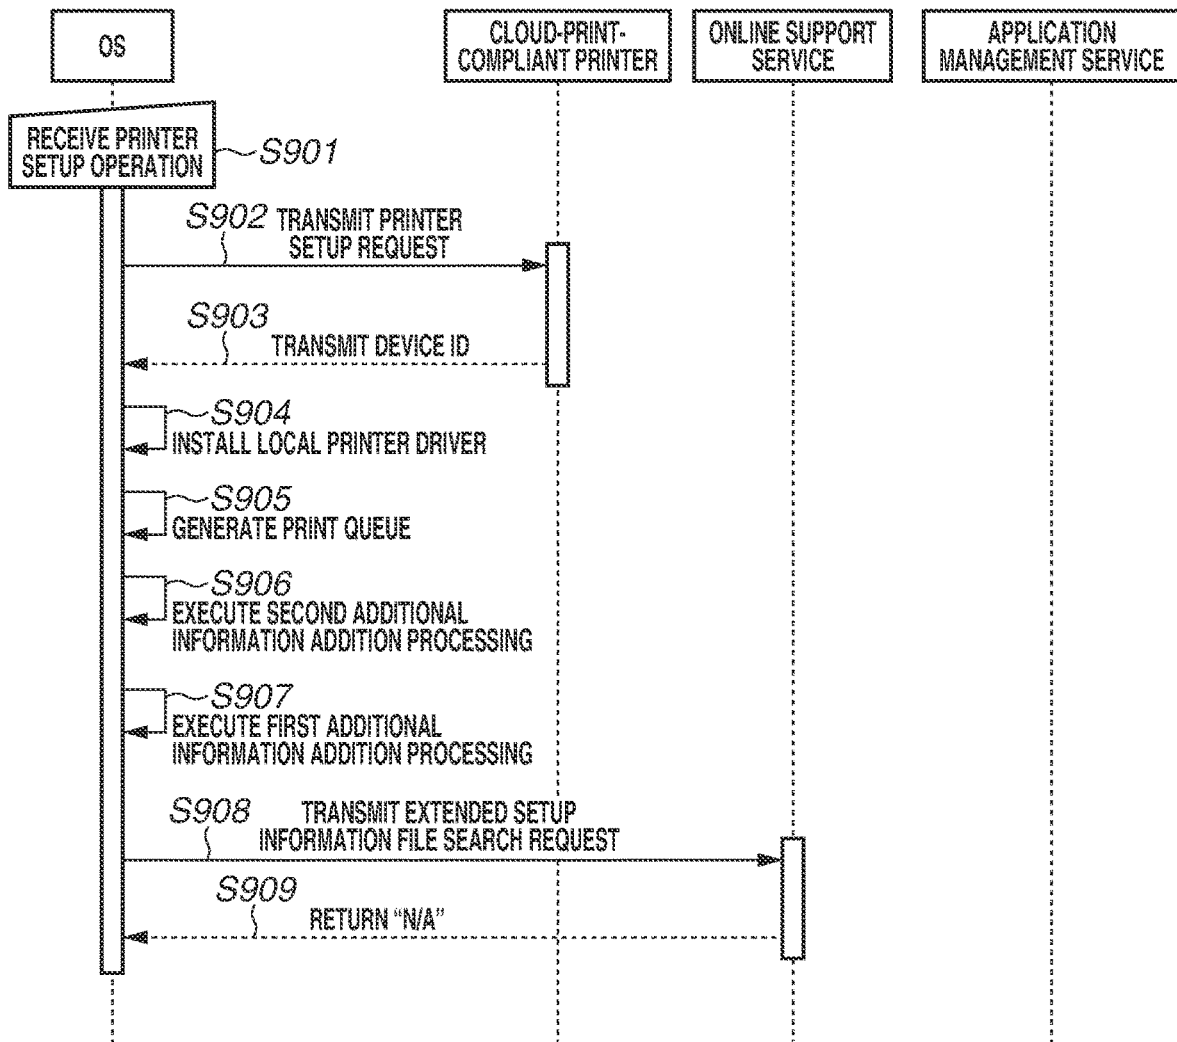 OS
CLOUD-PRINT-
COMPLIANT PRINTER
ONLINE SUPPORT
SERVICE
APPLICATION
MANAGEMENT SERVICE
RECEIVE PRINTER
SETUP OPERATION
S901
S902
TRANSMIT PRINTER
SETUP REQUEST
S903
TRANSMIT DEVICE ID
S904
INSTALL LOCAL PRINTER DRIVER
S905
GENERATE PRINT QUEUE
S906
EXECUTE SECOND ADDITIONAL
INFORMATION ADDITION PROCESSING
S907
EXECUTE FIRST ADDITIONAL
INFORMATION ADDITION PROCESSING
S908
TRANSMIT EXTENDED SETUP
INFORMATION FILE SEARCH REQUEST
S909
RETURN “N/A”